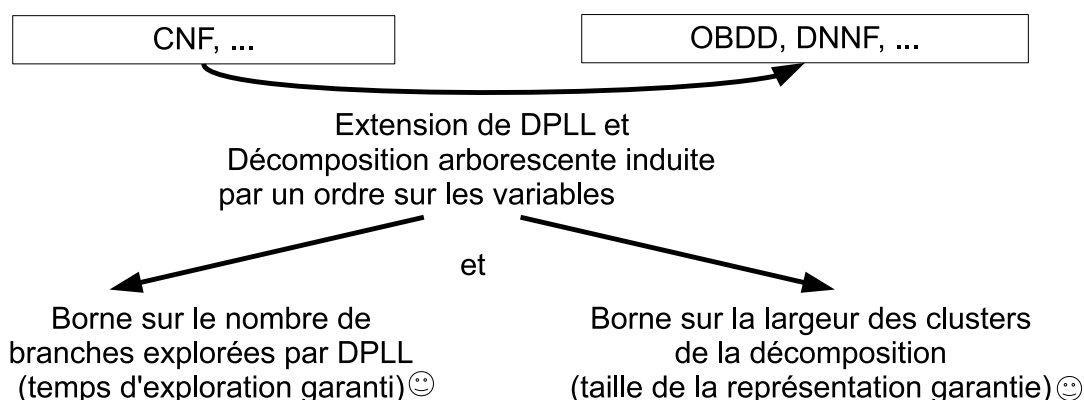 CNF, ...
OBDD, DNNF, ...
Extension de DPLL et
Décomposition arborescente induite
par un ordre sur les variables
et
Borne sur le nombre de
branches explorées par DPLL
(temps d'exploration garanti)
Borne sur la largeur des clusters
de la décomposition
(taille de la représentation garantie)